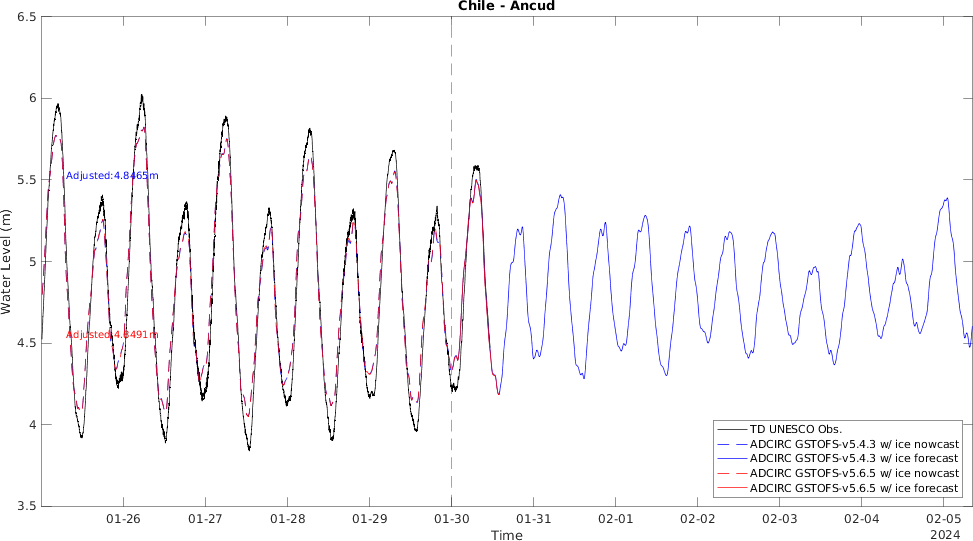 Chile - Ancud
6.5
6
5.5
5
4.5
4
3.5
Water Level (m)
Adjusted:4.8465m
Adjusted:4.8491m
TD UNESCO Obs.
ADCIRC GSTOFS-v5.4.3 w/ ice nowcast
ADCIRC GSTOFS-v5.4.3 w/ ice forecast
ADCIRC GSTOFS-v5.6.5 w/ ice nowcast
ADCIRC GSTOFS-v5.6.5 w/ ice forecast
01-26 01-27 01-28 01-29 01-30 01-31 02-01 02-02 02-03 02-04 02-05
Time
2024